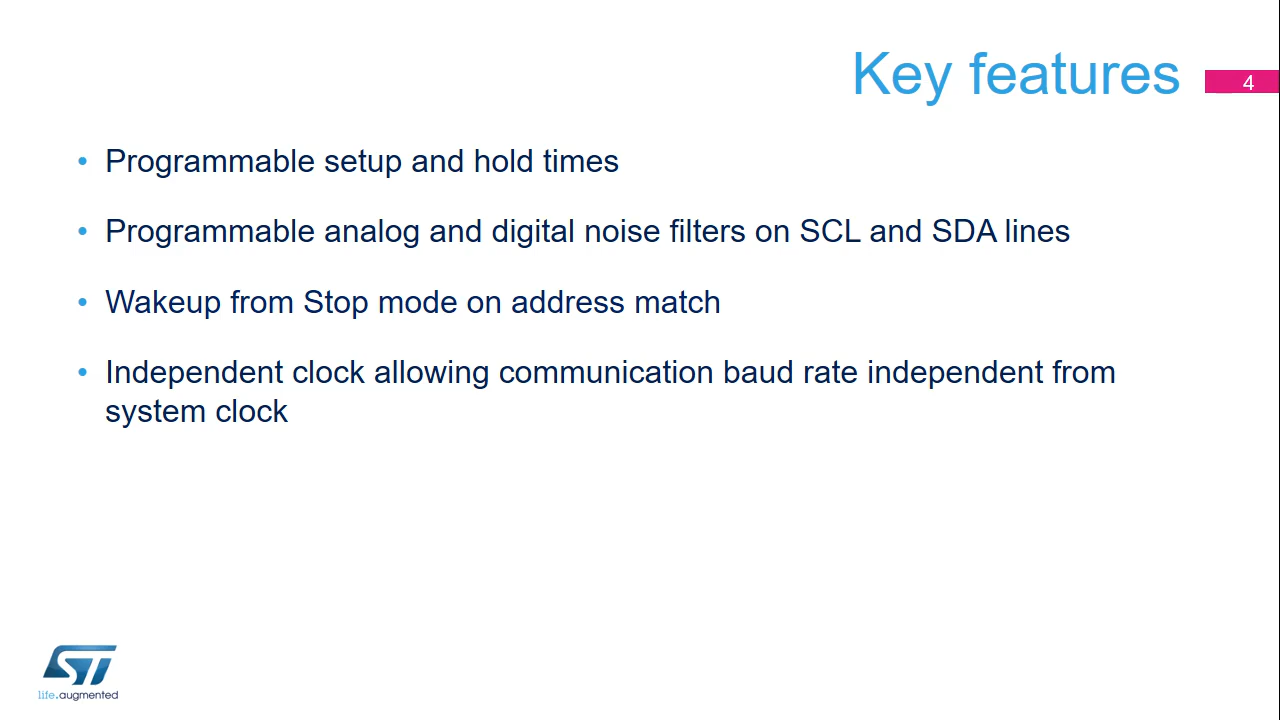 Key features
4
• Programmable setup and hold times
• Programmable analog and digital noise filters on SCL and SDA lines
• Wakeup from Stop mode on address match
• Independent clock allowing communication baud rate independent from
system clock
ST
life.augmented